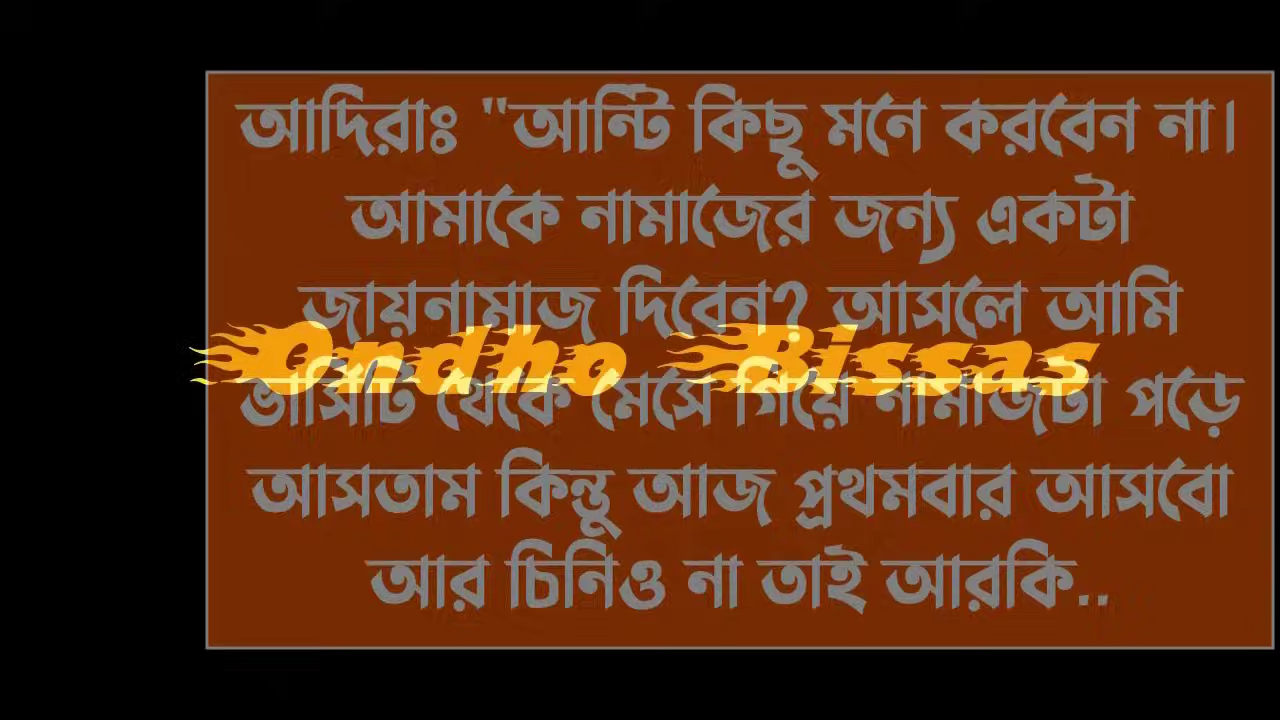 আদিরাঃ "আন্টি কিছু মনে করবেন না।
আমাকে নামাজের জন্য একটা
জায়নামাজ দিবেন? আসলে আমি
Ondho Bissas
ভার্সিটি থেকে মেসে গিয়ে নামাজটা পড়ে
আসতাম কিন্তু আজ প্রথমবার আসবো
আর চিনিও না তাই আরকি..